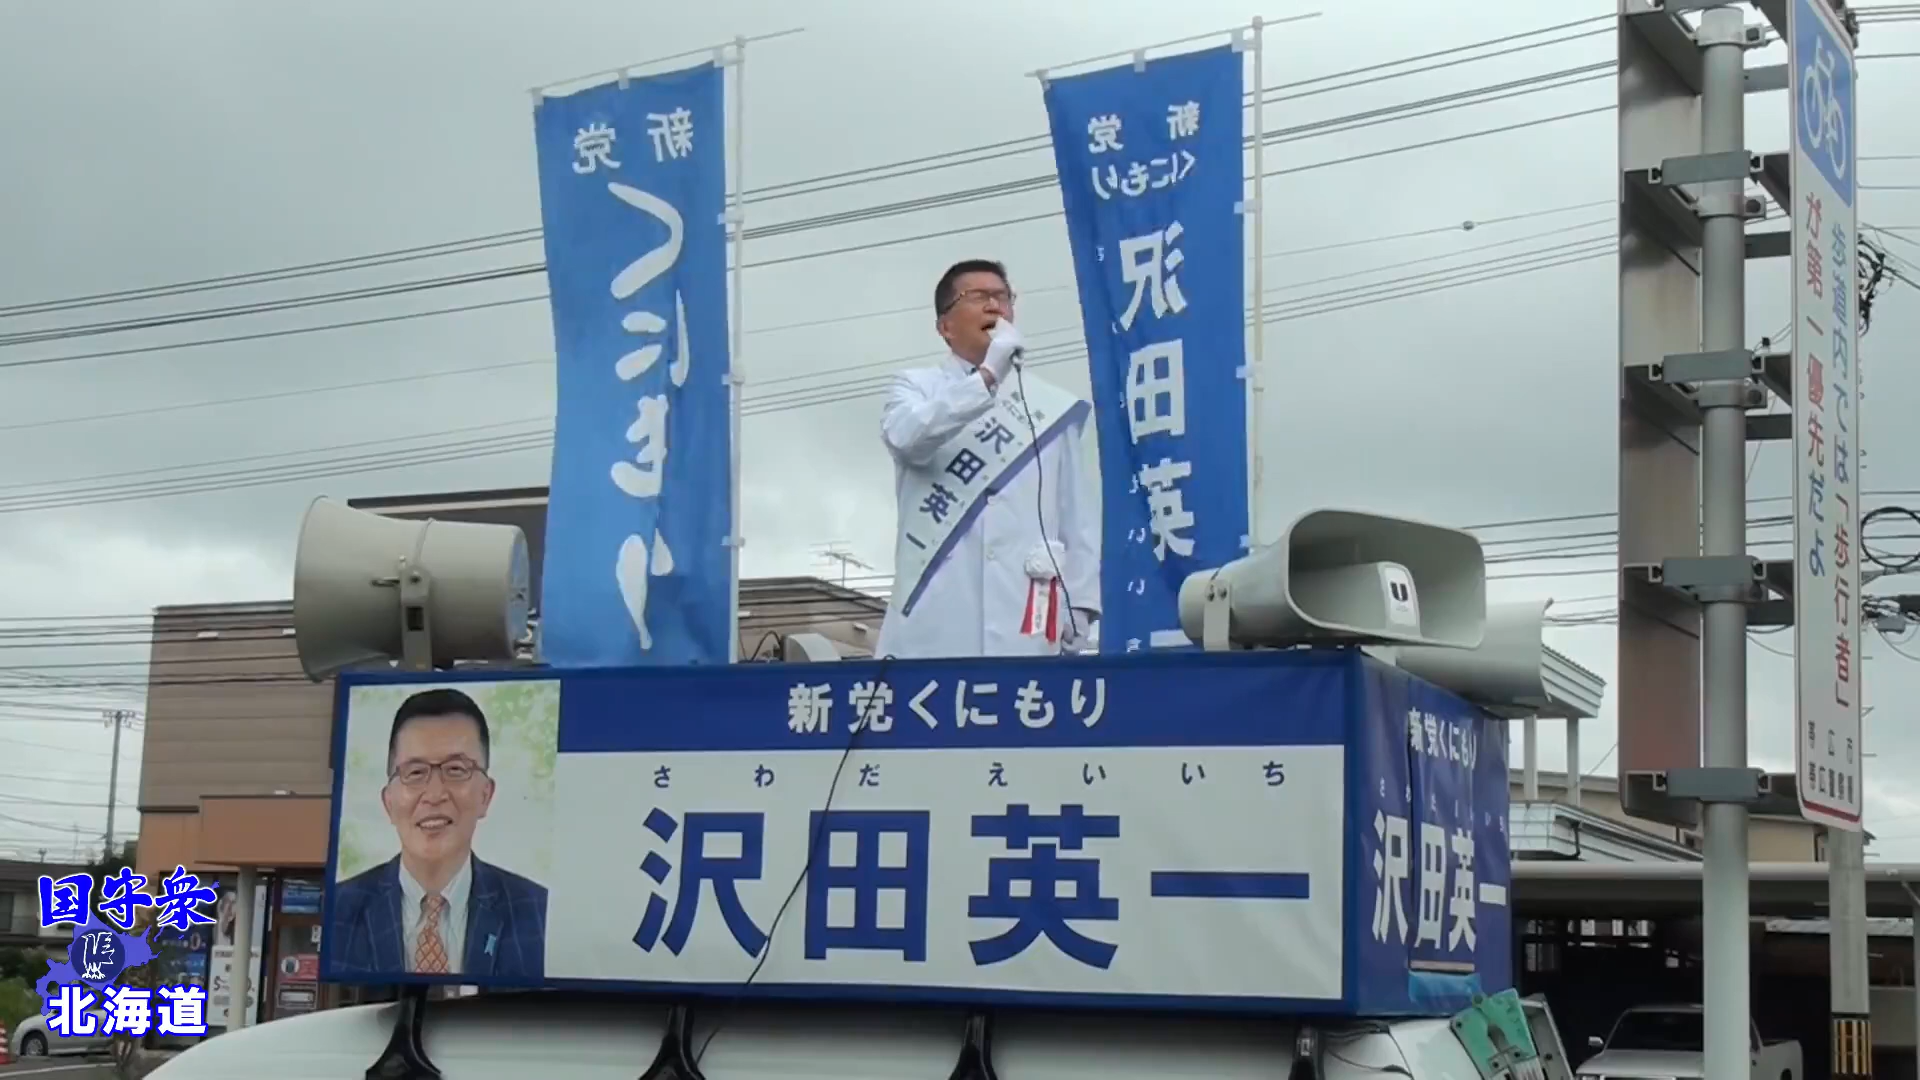 新党
くにもり
新党
くにもり
沢田英一
沢田英一
新党くにもり
さわだ えいいち
沢田英一
新党くにもり
沢田英一
歩道内では「歩行者」
が第一優先だよ
国守衆
北海道